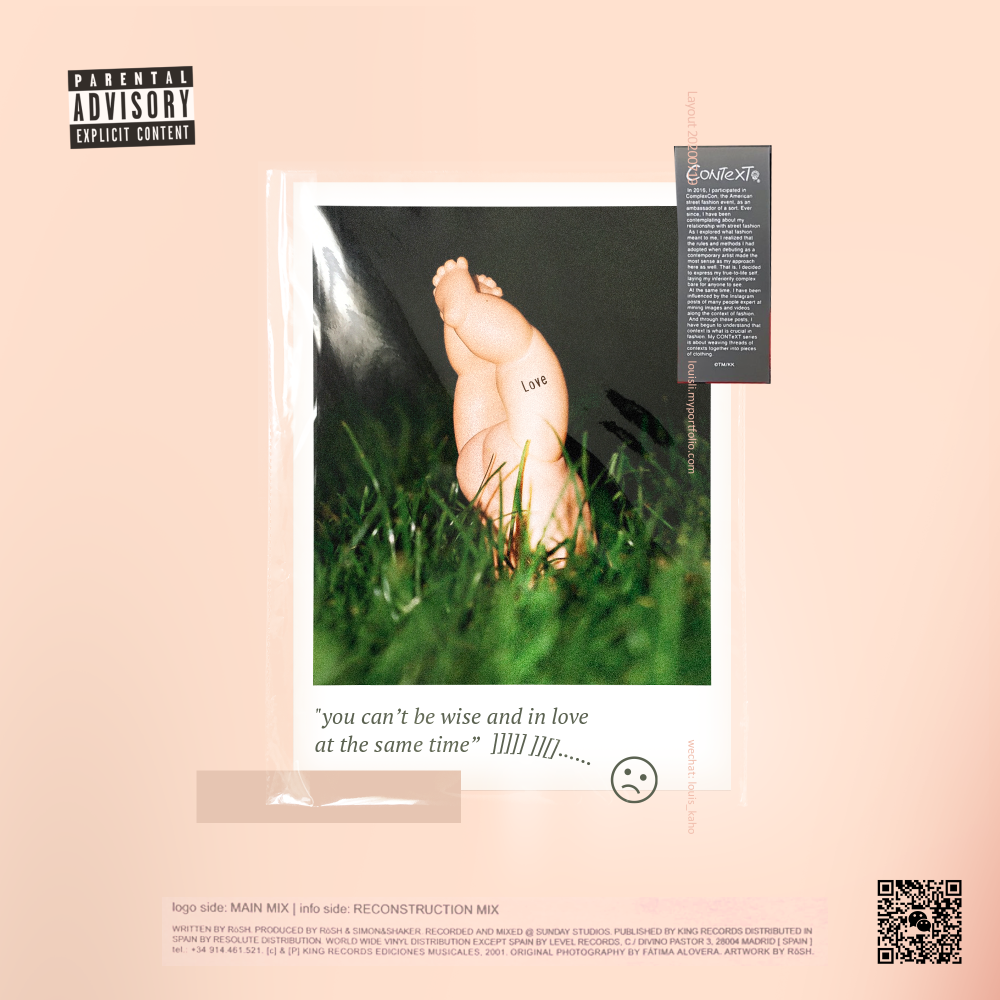 PARENTAL
ADVISORY
EXPLICIT CONTENT
Layout
louisli.myportfolio.com
wechat: louis_kaho
CONTeXT
In 2016, I participated in
ComplexCon, the American
street fashion event, as an
ambassador of a sort. Ever
since, I have been
contemplating about my
relationship with street fashion
As I explored what fashion
meant to me, I realized that
the rules and methods I had
adopted when debuting as a
contemporary artist made the
most sense as my approach
here as well. That is, I decided
to express my true-to-life self
laying my inferiority complex
bare for anyone to see
At the same time, I have been
influenced by the Instagram
posts of many people expert at
mining images and videos
along the context of fashion.
And through these posts, I
have begun to understand that
context is what is crucial in
fashion. My CONTeXT series
is about weaving threads of
contexts together into pieces
of clothing.
©TM/KK
Love
"you can't be wise and in love
at the same time” ]]]]] ]][]......
logo side: MAIN MIX | info side: RECONSTRUCTION MIX
WRITTEN BY RöSH. PRODUCED BY RöSH & SIMON&SHAKER. RECORDED AND MIXED @ SUNDAY STUDIOS. PUBLISHED BY KING RECORDS DISTRIBUTED IN
SPAIN BY RESOLUTE DISTRIBUTION. WORLD WIDE VINYL DISTRIBUTION EXCEPT SPAIN BY LEVEL RECORDS, C./ DIVINO PASTOR 3, 28004 MADRID [ SPAIN ]
tel.: +34 914.461.521. [c] & [P] KING RECORDS EDICIONES MUSICALES, 2001. ORIGINAL PHOTOGRAPHY BY FATIMA ALOVERA. ARTWORK BY RöSH.